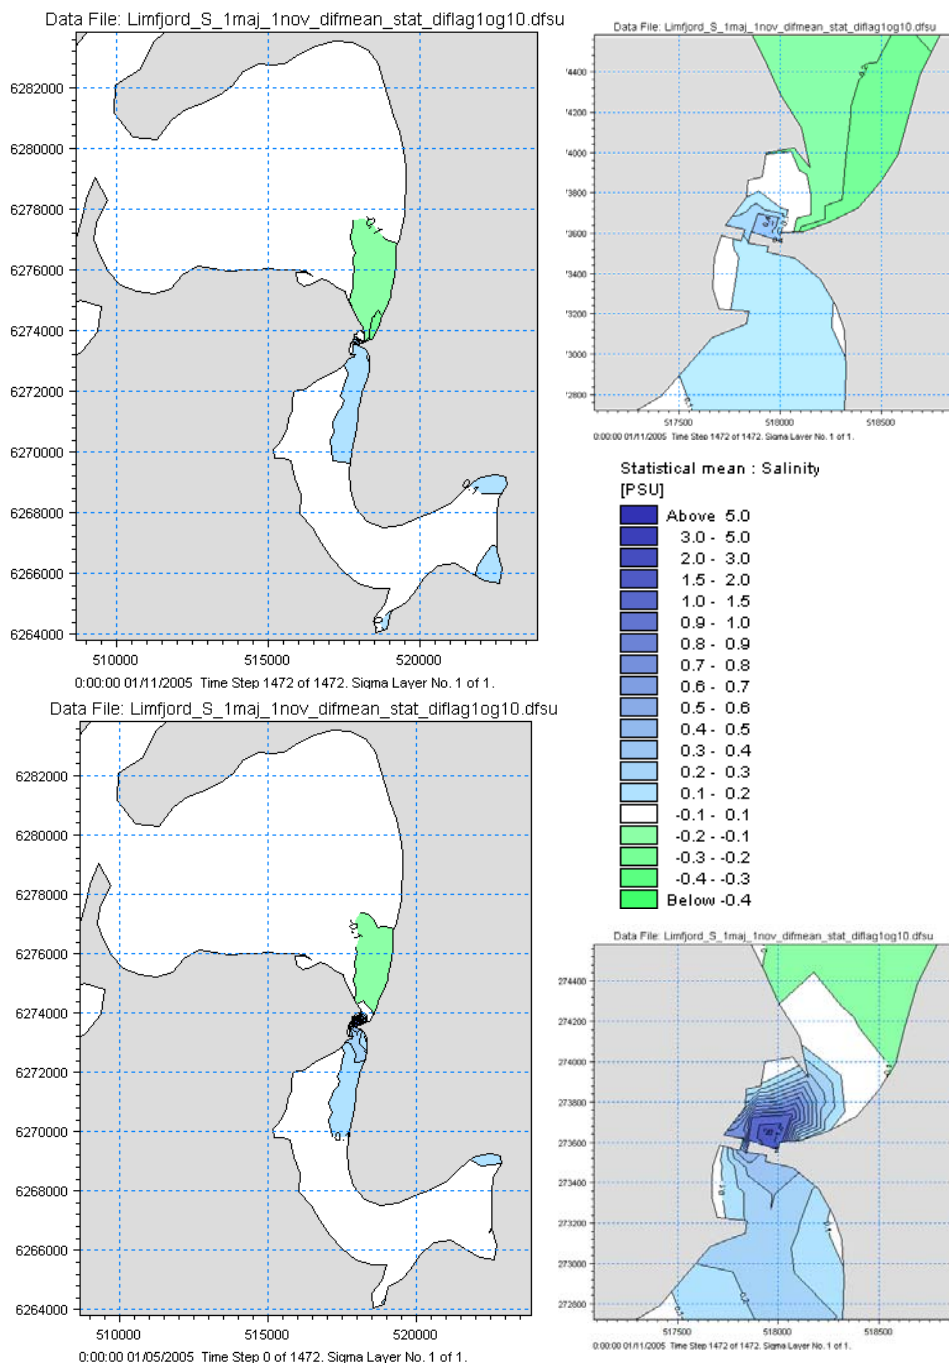 Data File: Limfjord_S_1maj_1nov_difmean_stat_diflag1og10.dfsu
6282000
6280000
6278000
6276000
6274000
6272000
6270000
6268000
6266000
6264000
510000 515000 520000
0:00:00 01/11/2005 Time Step 1472 of 1472. Sigma Layer No. 1 of 1.
Data File: Limfjord_S_1maj_1nov_difmean_stat_diflag1og10.dfsu
'4400
'4200
'4000
'3800
'3600
'3400
'3200
'3000
'2800
517500 518000 518500
0:00:00 01/11/2005 Time Step 1472 of 1472. Sigma Layer No. 1 of 1.
Statistical mean : Salinity
[PSU]
Above 5.0
3.0 - 5.0
2.0 - 3.0
1.5 - 2.0
1.0 - 1.5
0.9 - 1.0
0.8 - 0.9
0.7 - 0.8
0.6 - 0.7
0.5 - 0.6
0.4 - 0.5
0.3 - 0.4
0.2 - 0.3
0.1 - 0.2
-0.1 - 0.1
-0.2 - -0.1
-0.3 - -0.2
-0.4 - -0.3
Below -0.4
Data File: Limfjord_S_1maj_1nov_difmean_stat_diflag1og10.dfsu
6282000
6280000
6278000
6276000
6274000
6272000
6270000
6268000
6266000
6264000
510000 515000 520000
0:00:00 01/05/2005 Time Step 0 of 1472. Sigma Layer No. 1 of 1.
Data File: Limfjord_S_1maj_1nov_difmean_stat_diflag1og10.dfsu
274400
274200
274000
273800
273600
273400
273200
273000
272800
272600
517500 518000 518500
0:00:00 01/11/2005 Time Step 1472 of 1472. Sigma Layer No. 1 of 1.